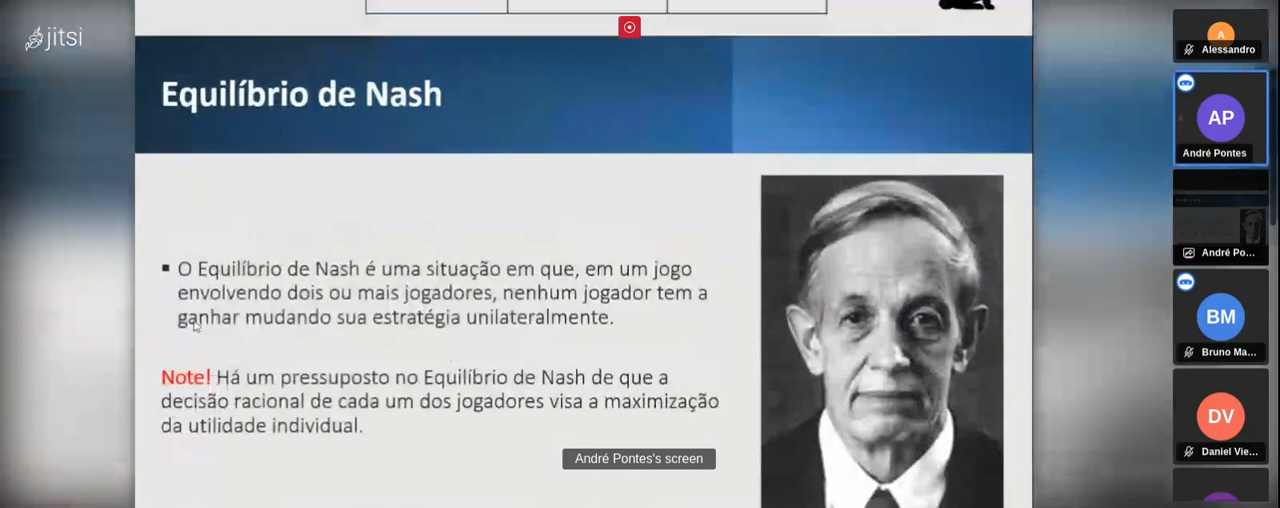 jitsi
Equilíbrio de Nash
▪ O Equilíbrio de Nash é uma situação em que, em um jogo
envolvendo dois ou mais jogadores, nenhum jogador tem a
ganhar mudando sua estratégia unilateralmente.
Note! Há um pressuposto no Equilíbrio de Nash de que a
decisão racional de cada um dos jogadores visa a maximização
da utilidade individual.
André Pontes's screen
A
Alessandro
AP
André Pontes
André Po...
BM
Bruno Ma...
DV
Daniel Vie...